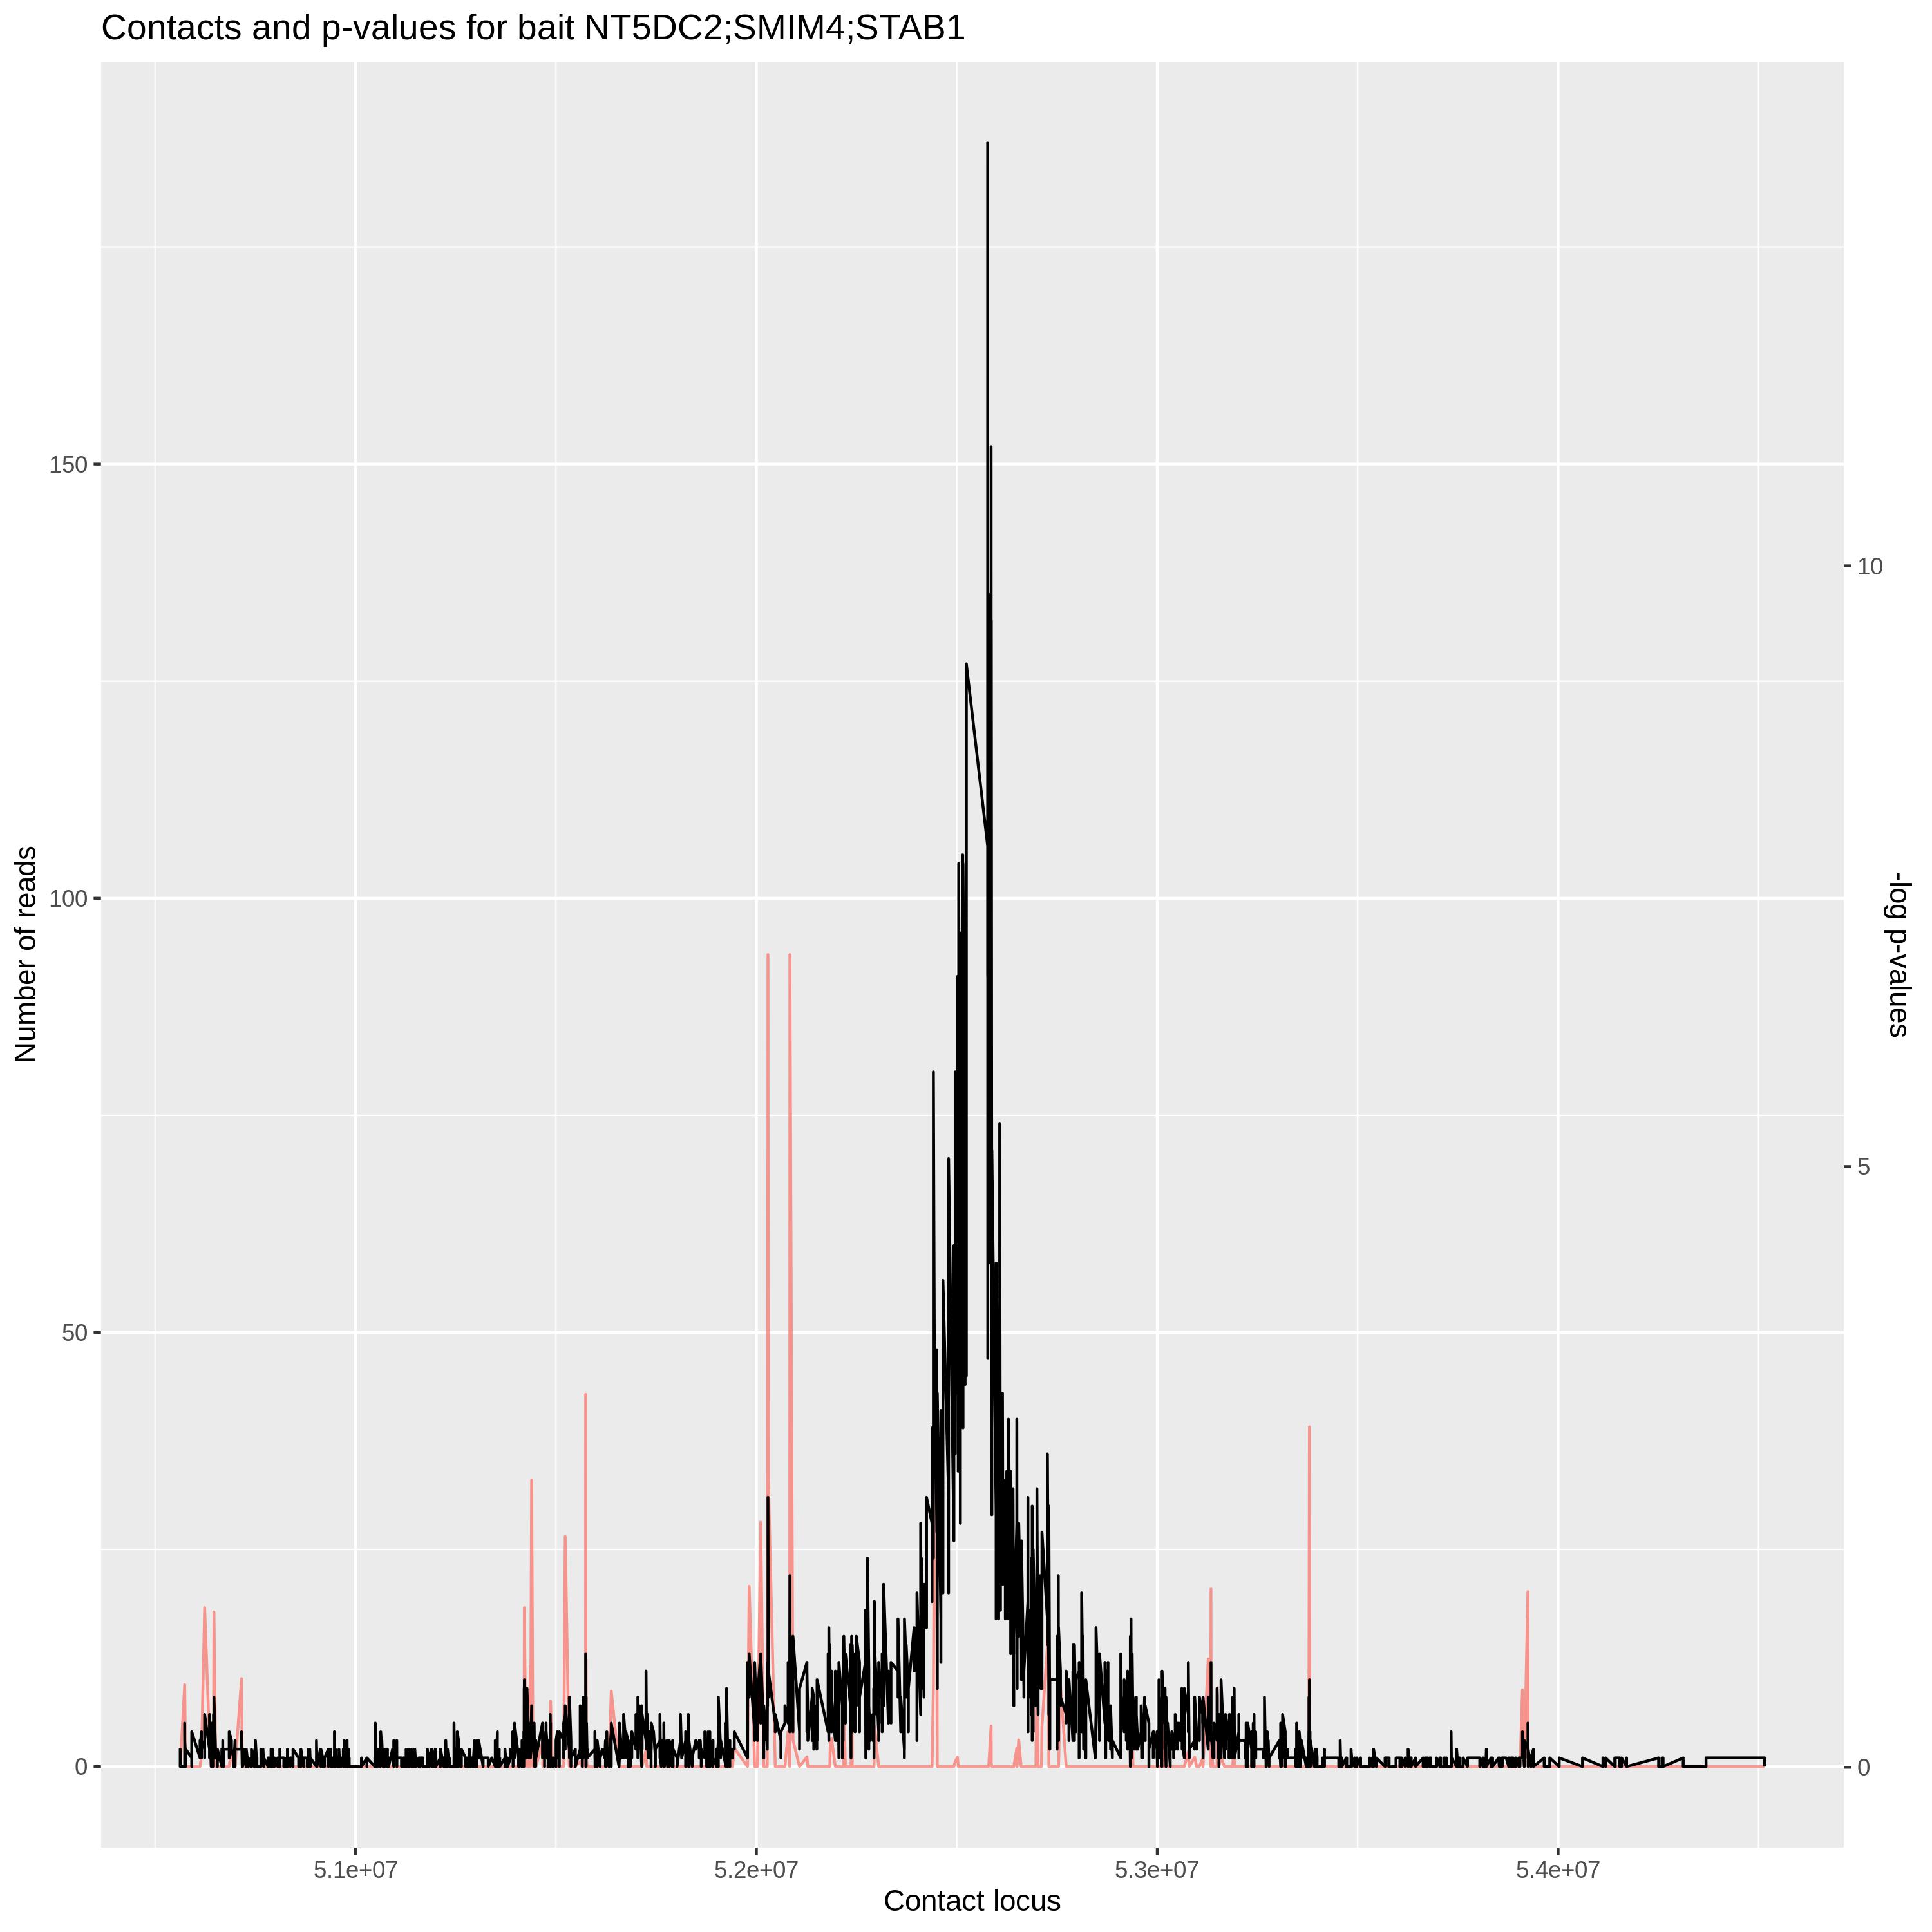 Contacts and p-values for bait NT5DC2;SMIM4;STAB1
150
100
50
0
Number of reads
10
5
0
-log p-values
5.1e+07
5.2e+07
5.3e+07
5.4e+07
Contact locus